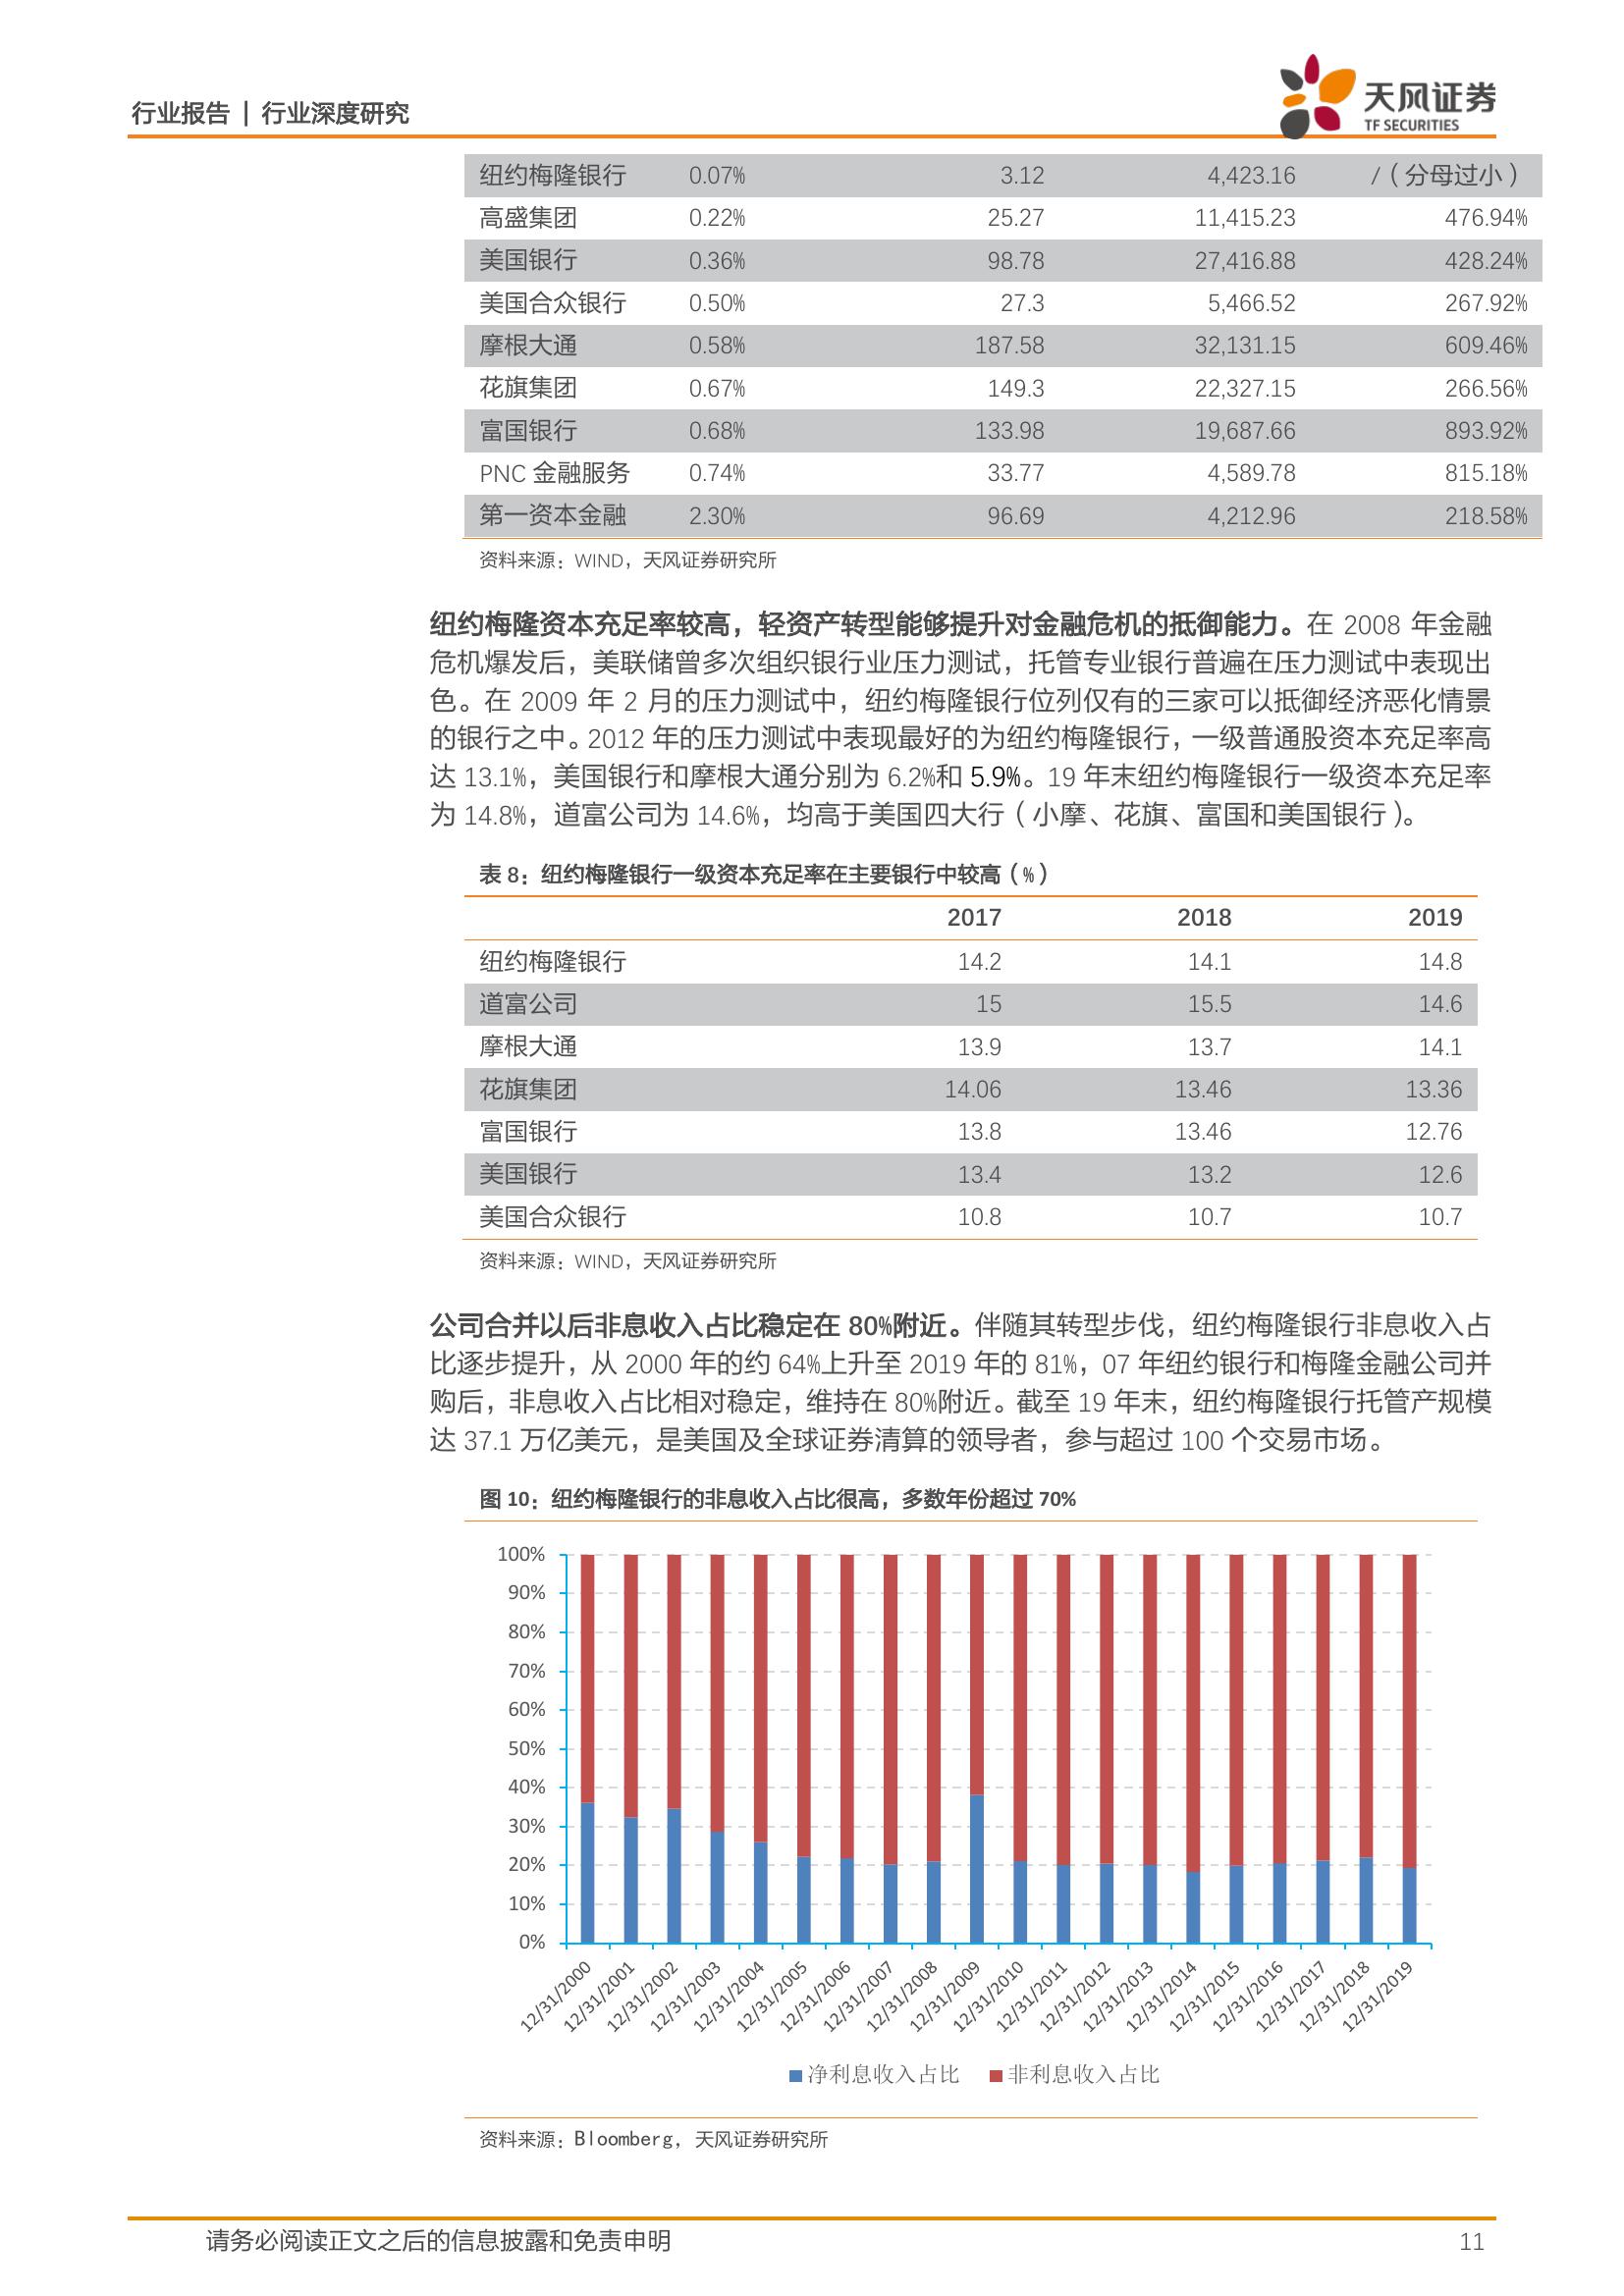 行业报告 | 行业深度研究
天风证券
TF SECURITIES
纽约梅隆银行 0.07% 3.12 4,423.16 /（分母过小）
高盛集团 0.22% 25.27 11,415.23 476.94%
美国银行 0.36% 98.78 27,416.88 428.24%
美国合众银行 0.50% 27.3 5,466.52 267.92%
摩根大通 0.58% 187.58 32,131.15 609.46%
花旗集团 0.67% 149.3 22,327.15 266.56%
富国银行 0.68% 133.98 19,687.66 893.92%
PNC 金融服务 0.74% 33.77 4,589.78 815.18%
第一资本金融 2.30% 96.69 4,212.96 218.58%
资料来源：WIND，天风证券研究所
纽约梅隆资本充足率较高，轻资产转型能够提升对金融危机的抵御能力。在 2008 年金融
危机爆发后，美联储曾多次组织银行业压力测试，托管专业银行普遍在压力测试中表现出
色。在 2009 年 2 月的压力测试中，纽约梅隆银行位列仅有的三家可以抵御经济恶化情景
的银行之中。2012 年的压力测试中表现最好的为纽约梅隆银行，一级普通股资本充足率高
达 13.1%，美国银行和摩根大通分别为 6.2%和 5.9%。19 年末纽约梅隆银行一级资本充足率
为 14.8%，道富公司为 14.6%，均高于美国四大行（小摩、花旗、富国和美国银行）。
表 8：纽约梅隆银行一级资本充足率在主要银行中较高（%）
2017 2018 2019
纽约梅隆银行 14.2 14.1 14.8
道富公司 15 15.5 14.6
摩根大通 13.9 13.7 14.1
花旗集团 14.06 13.46 13.36
富国银行 13.8 13.46 12.76
美国银行 13.4 13.2 12.6
美国合众银行 10.8 10.7 10.7
资料来源：WIND，天风证券研究所
公司合并以后非息收入占比稳定在 80%附近。伴随其转型步伐，纽约梅隆银行非息收入占
比逐步提升，从 2000 年的约 64%上升至 2019 年的 81%，07 年纽约银行和梅隆金融公司并
购后，非息收入占比相对稳定，维持在 80%附近。截至 19 年末，纽约梅隆银行托管产规模
达 37.1 万亿美元，是美国及全球证券清算的领导者，参与超过 100 个交易市场。
图 10：纽约梅隆银行的非息收入占比很高，多数年份超过 70%
100%
90%
80%
70%
60%
50%
40%
30%
20%
10%
0%
12/31/2000 12/31/2001 12/31/2002 12/31/2003 12/31/2004 12/31/2005 12/31/2006 12/31/2007 12/31/2008 12/31/2009 12/31/2010 12/31/2011 12/31/2012 12/31/2013 12/31/2014 12/31/2015 12/31/2016 12/31/2017 12/31/2018 12/31/2019
净利息收入占比 非利息收入占比
资料来源：Bloomberg，天风证券研究所
请务必阅读正文之后的信息披露和免责申明 11